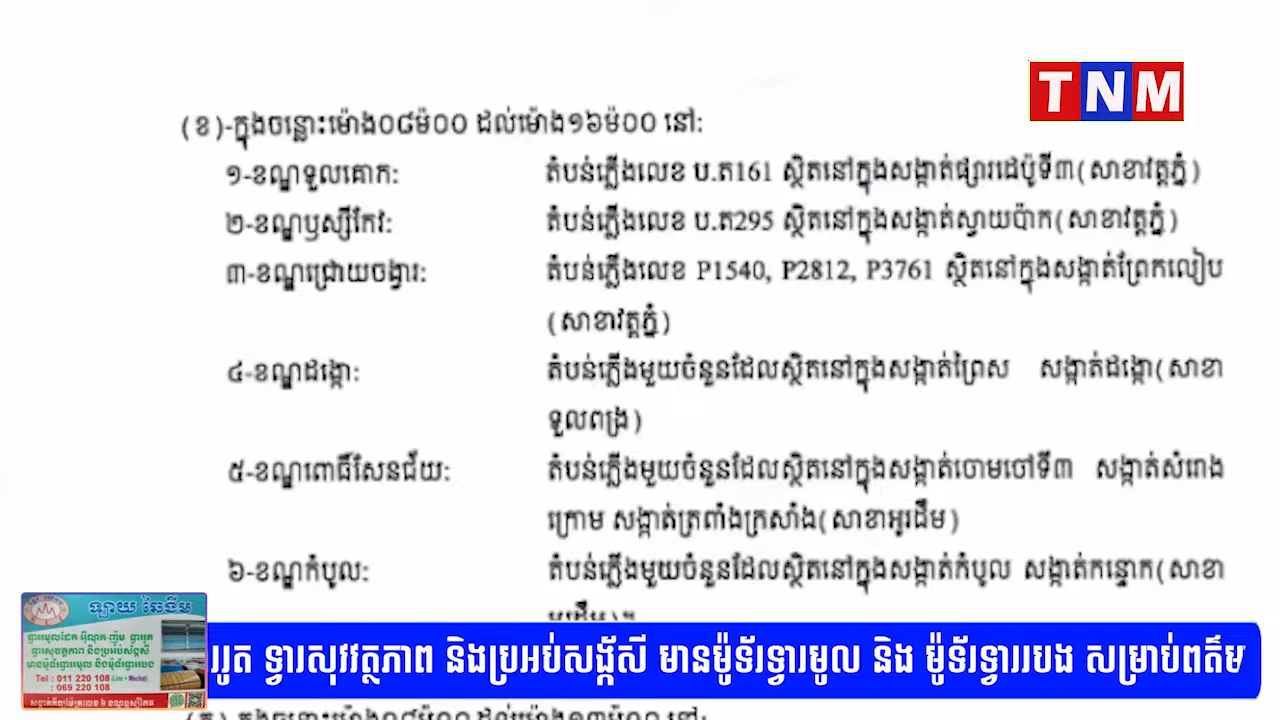 TNM
(ខ)-ក្នុងចន្លោះម៉ោង០៨ម៉០០ ដល់ម៉ោង១៦ម៉០០ នៅ:
១-ខណ្ឌទួលគោក: តំបន់ភ្លើងលេខ ប.ត161 ស្ថិតនៅក្នុងសង្កាត់ផ្សារដេប៉ូទី៣(សាខាវត្តភ្នំ)
២-ខណ្ឌឫស្សីកែវ: តំបន់ភ្លើងលេខ ប.ត295 ស្ថិតនៅក្នុងសង្កាត់ស្វាយប៉ាក(សាខាវត្តភ្នំ)
៣-ខណ្ឌជ្រោយចង្វារ: តំបន់ភ្លើងលេខ P1540, P2812, P3761 ស្ថិតនៅក្នុងសង្កាត់ព្រែកលៀប
(សាខាវត្តភ្នំ)
៤-ខណ្ឌដង្កោ: តំបន់ភ្លើងមួយចំនួនដែលស្ថិតនៅក្នុងសង្កាត់ព្រៃស សង្កាត់ដង្កោ(សាខា
ទួលពង្រ)
៥-ខណ្ឌពោធិ៍សែនជ័យ: តំបន់ភ្លើងមួយចំនួនដែលស្ថិតនៅក្នុងសង្កាត់ចោមចៅទី៣ សង្កាត់សំរោង
ក្រោម សង្កាត់ត្រពាំងក្រសាំង(សាខាអូរដឹម)
៦-ខណ្ឌកំបូល: តំបន់ភ្លើងមួយចំនួនដែលស្ថិតនៅក្នុងសង្កាត់កំបូល សង្កាត់កន្ទោក(សាខា
ឡាយ ឆៃងីម
Tel : 011 220 108 (Line + Wechat)
: 069 220 108
រូត ទ្វារសុវត្ថភាព និងប្រអប់សង្ក័សី មានម៉ូទ័រទ្វារមូល និង ម៉ូទ័រទ្វាររបង សម្រាប់ពត៌ម